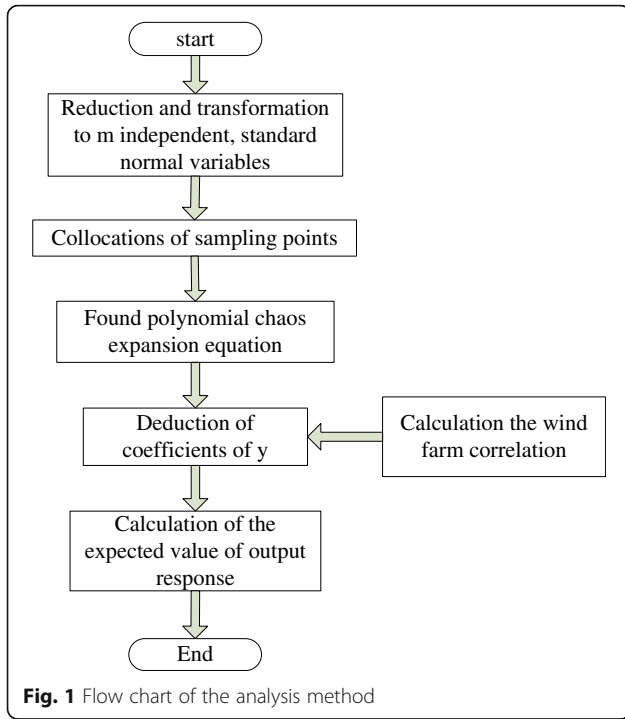 start
Reduction and transformation
to m independent, standard
normal variables
Collocations of sampling points
Found polynomial chaos
expansion equation
Deduction of
coefficients of y
Calculation the wind
farm correlation
Calculation of the
expected value of output
response
End
Fig. 1 Flow chart of the analysis method